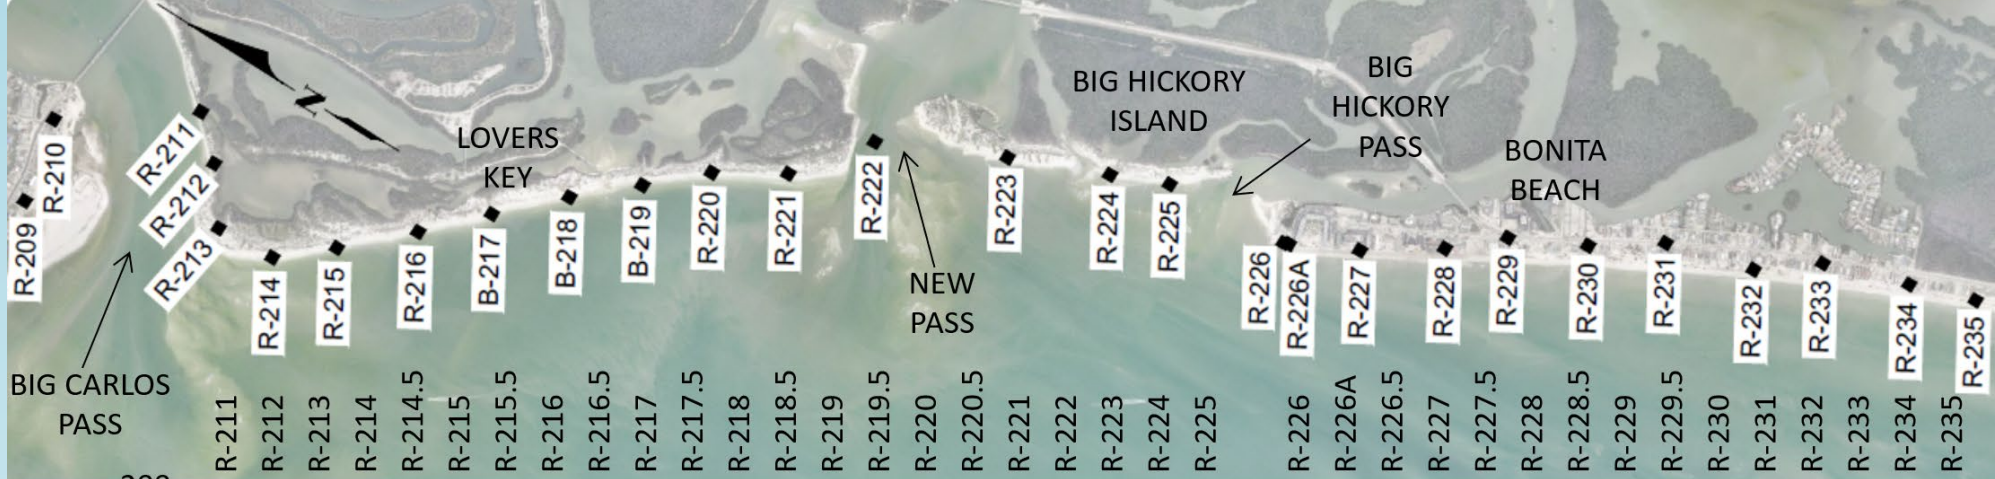 N
BIG CARLOS
PASS
LOVERS
KEY
NEW
PASS
BIG HICKORY
ISLAND
BIG
HICKORY
PASS
BONITA
BEACH
R-209
R-210
R-211
R-212
R-213
R-214
R-215
R-216
B-217
B-218
B-219
R-220
R-221
R-222
R-223
R-224
R-225
R-226
R-226A
R-227
R-228
R-229
R-230
R-231
R-232
R-233
R-234
R-235
R-211
R-212
R-213
R-214
R-214.5
R-215
R-215.5
R-216
R-216.5
R-217
R-217.5
R-218
R-218.5
R-219
R-219.5
R-220
R-220.5
R-221
R-222
R-223
R-224
R-225
R-226
R-226A
R-226.5
R-227
R-227.5
R-228
R-228.5
R-229
R-229.5
R-230
R-231
R-232
R-233
R-234
R-235